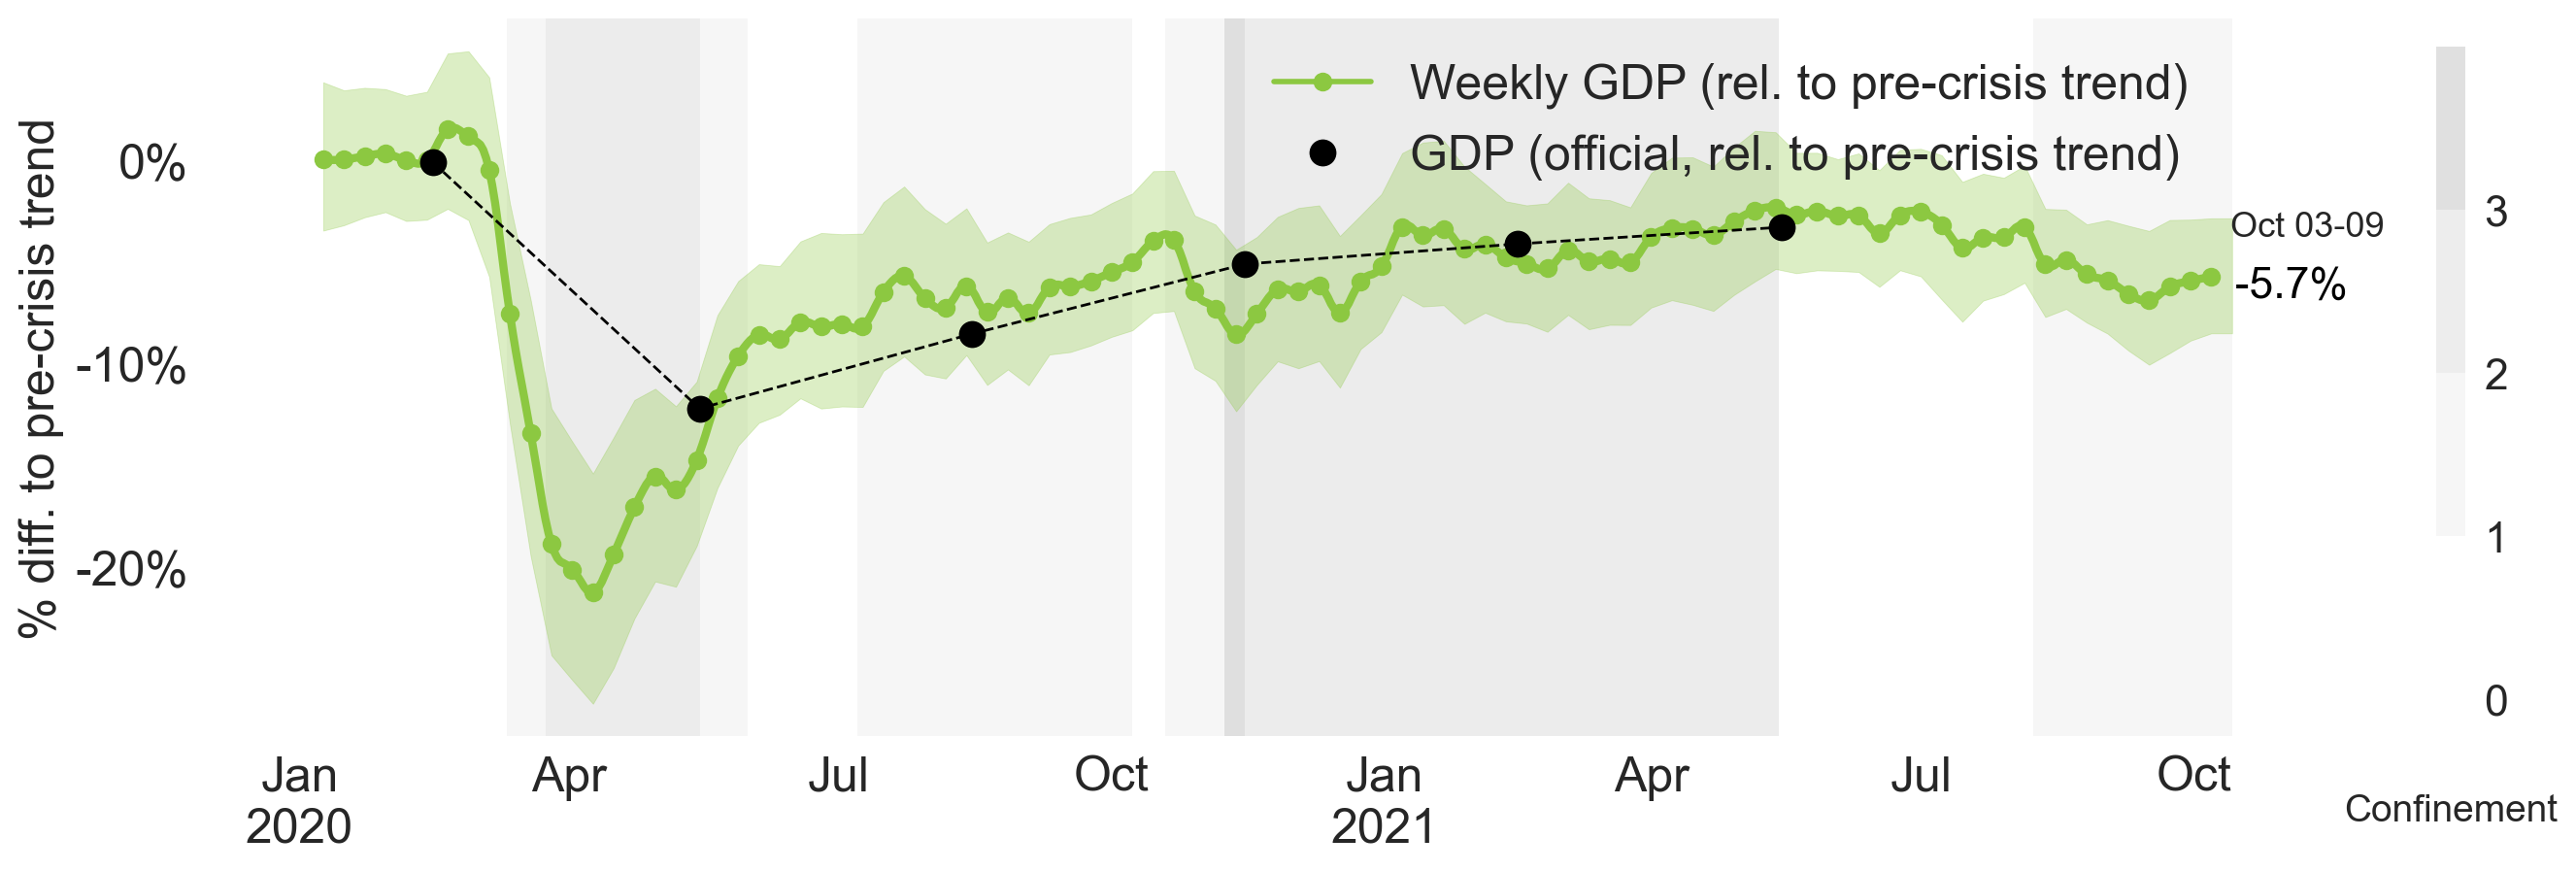 Weekly GDP (rel. to pre-crisis trend)
GDP (official, rel. to pre-crisis trend)
% diff. to pre-crisis trend
0%
-10%
-20%
Oct 03-09
-5.7%
3
2
1
0
Confinement
Jan
2020
Apr
Jul
Oct
Jan
2021
Apr
Jul
Oct